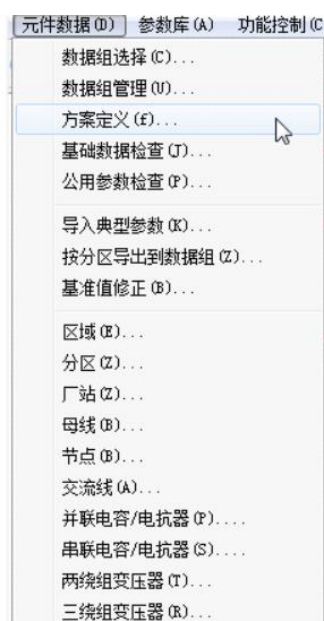 元件数据(D) 参数库(A) 功能控制(C
数据组选择(C)...
数据组管理(U)...
方案定义(f)...
基础数据检查(J)...
公用参数检查(P)...
导入典型参数(K)...
按分区导出到数据组(Z)...
基准值修正(B)...
区域(E)...
分区(Z)...
厂站(Z)...
母线(B)...
节点(B)...
交流线(A)...
并联电容/电抗器(P)....
串联电容/电抗器(S)....
两绕组变压器(T)...
三绕组变压器(R)...